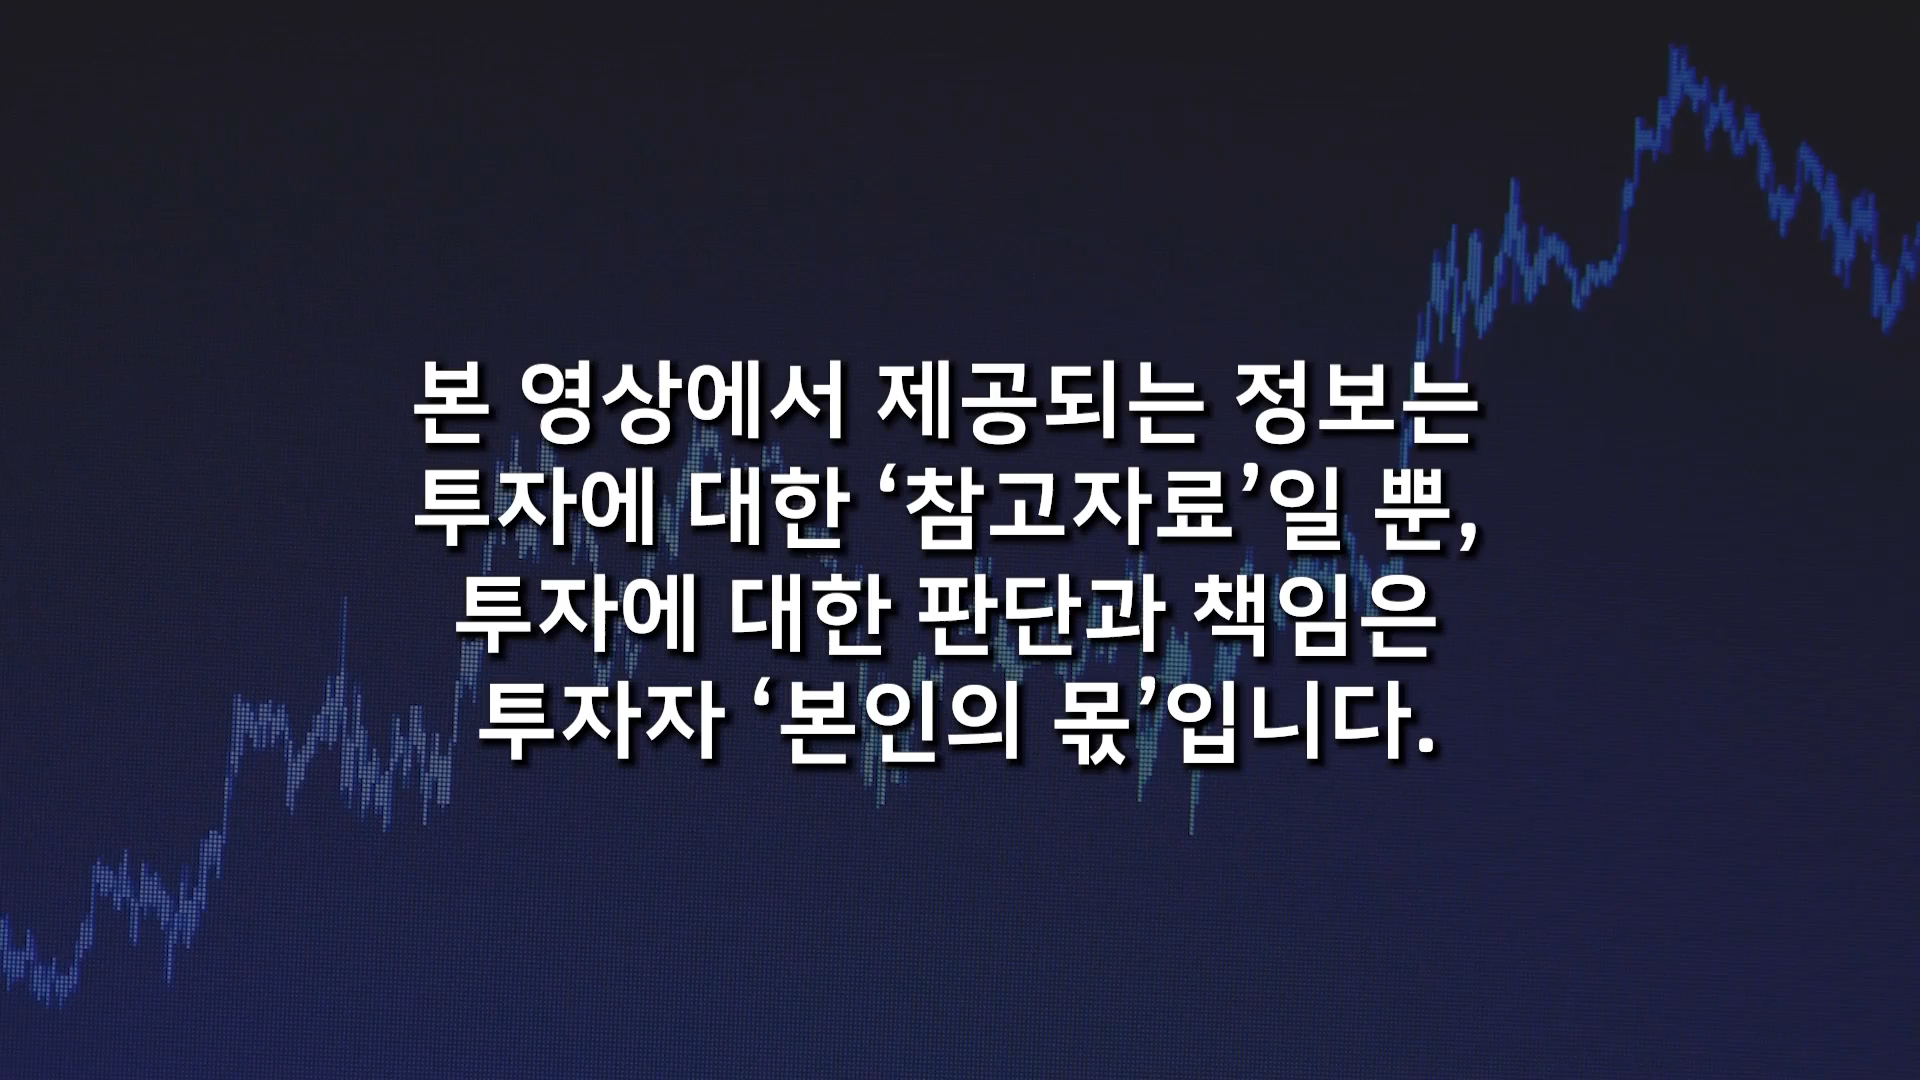 본 영상에서 제공되는 정보는
투자에 대한 ‘참고자료’일 뿐,
투자에 대한 판단과 책임은
투자자 ‘본인의 몫’입니다.